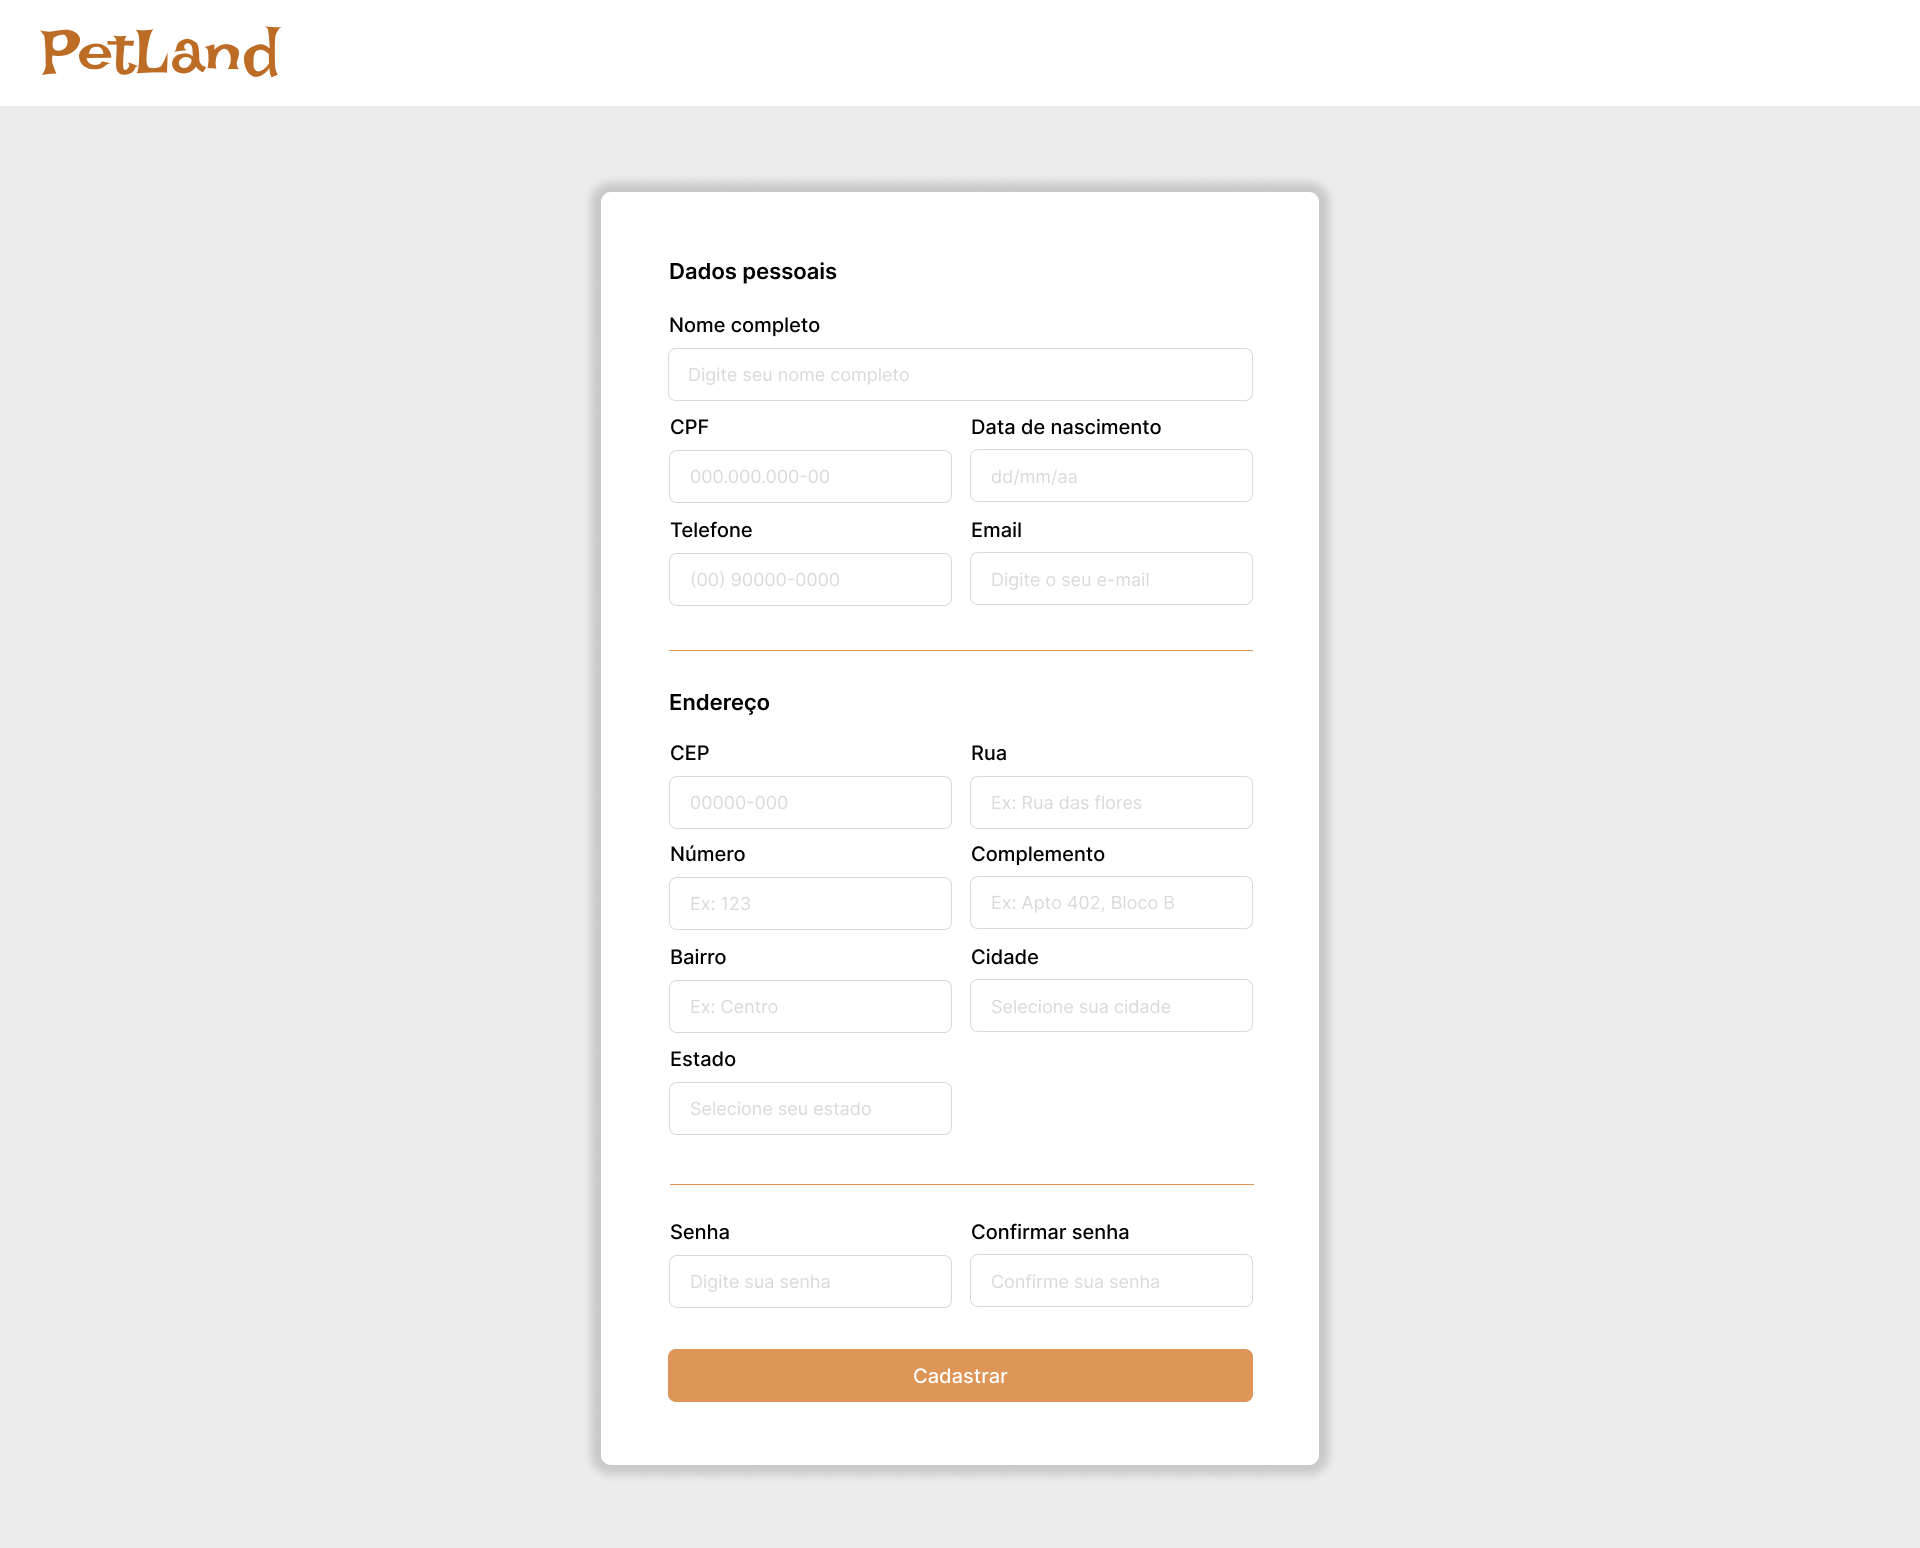 PetLand
Dados pessoais
Nome completo
Digite seu nome completo
CPF
Data de nascimento
000.000.000-00
dd/mm/aa
Telefone
Email
(00) 90000-0000
Digite o seu e-mail
Endereço
CEP
Rua
00000-000
Ex: Rua das flores
Número
Complemento
Ex: 123
Ex: Apto 402, Bloco B
Bairro
Cidade
Ex: Centro
Selecione sua cidade
Estado
Selecione seu estado
Senha
Confirmar senha
Digite sua senha
Confirme sua senha
Cadastrar